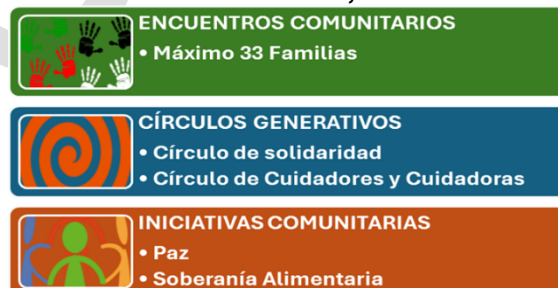 ENCUENTROS COMUNITARIOS
• Máximo 33 Familias
CÍRCULOS GENERATIVOS
• Círculo de solidaridad
• Círculo de Cuidadores y Cuidadoras
INICIATIVAS COMUNITARIAS
• Paz
• Soberanía Alimentaria